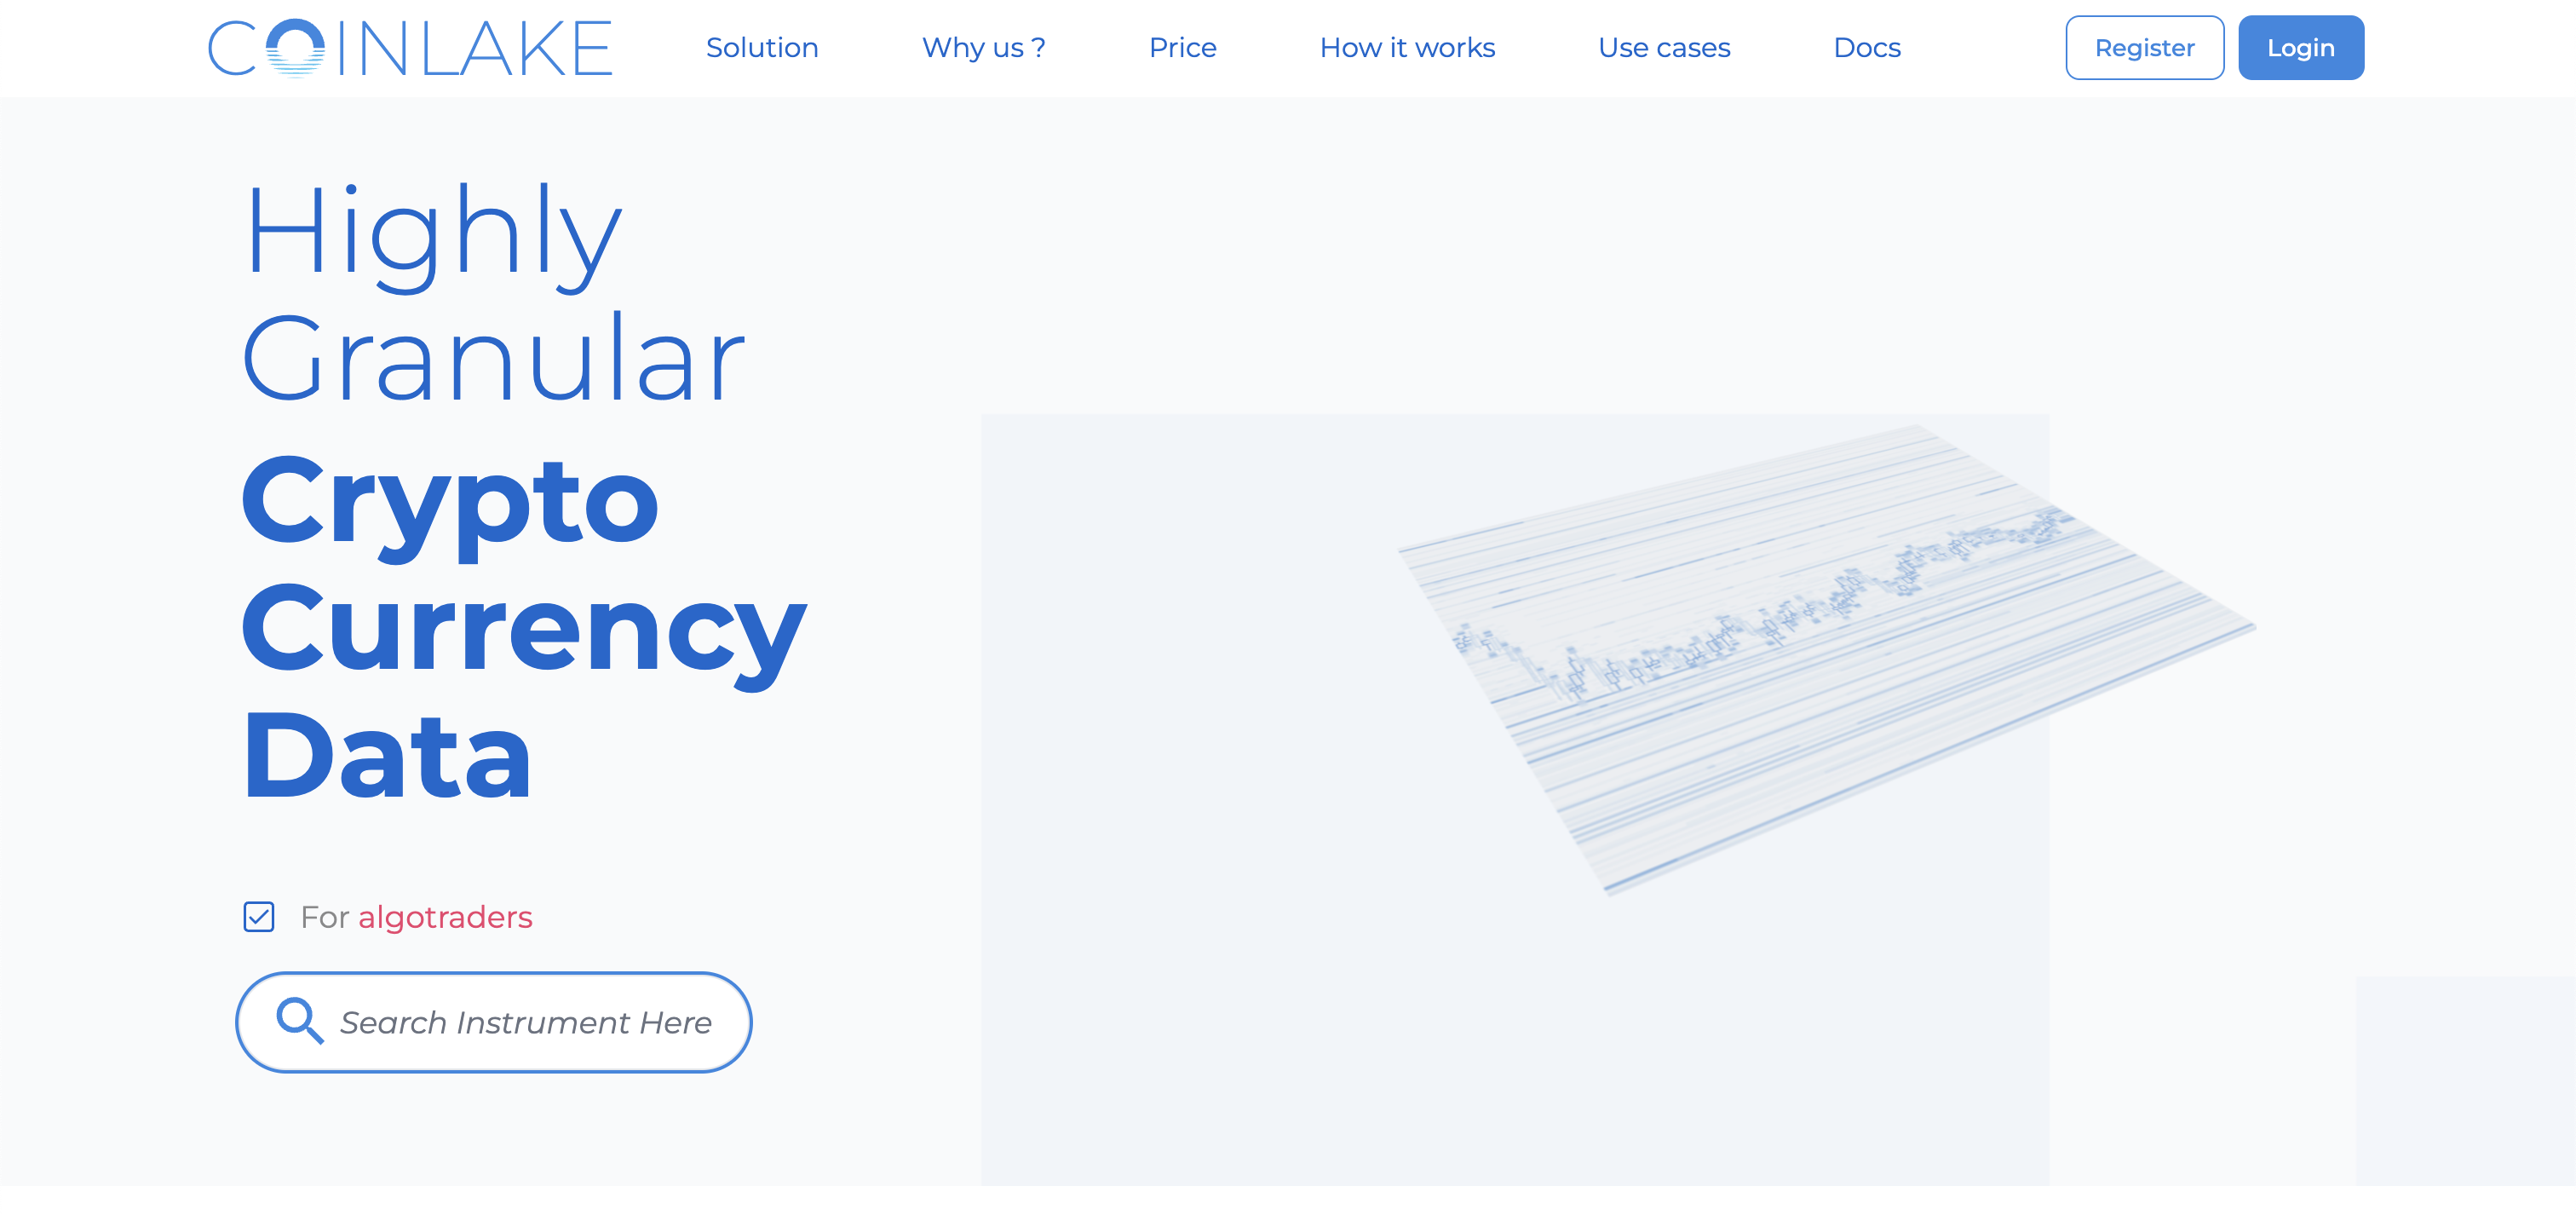 COINLAKE
Solution
Why us ?
Price
How it works
Use cases
Docs
Register
Login
Highly
Granular
Crypto
Currency
Data
For algotraders
Search Instrument Here